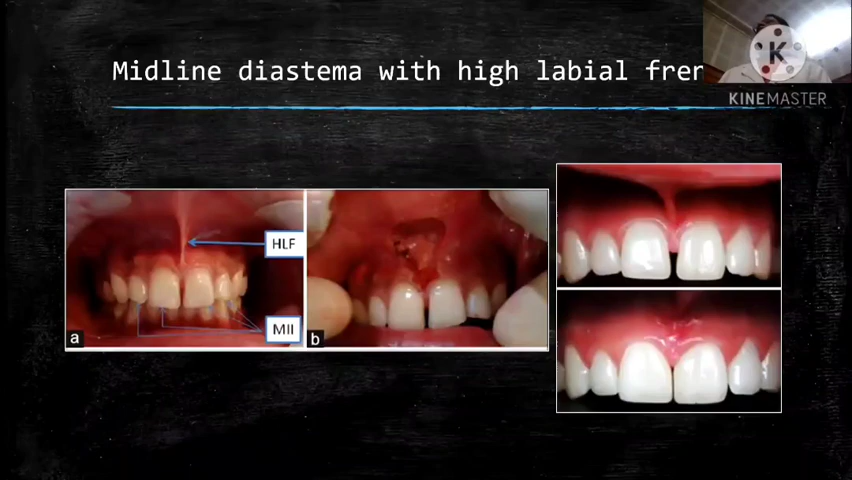 Midline diastema with high labial fren
KINEMASTER
K
HLF
MII
a
b